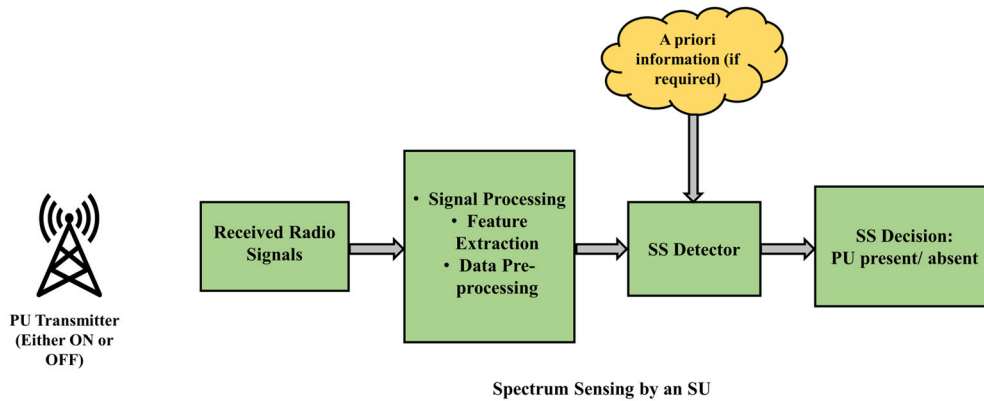 PU Transmitter
(Either ON or
OFF)
Received Radio
Signals
• Signal Processing
• Feature
Extraction
• Data Pre-
processing
A priori
information (if
required)
SS Detector
SS Decision:
PU present/ absent
Spectrum Sensing by an SU